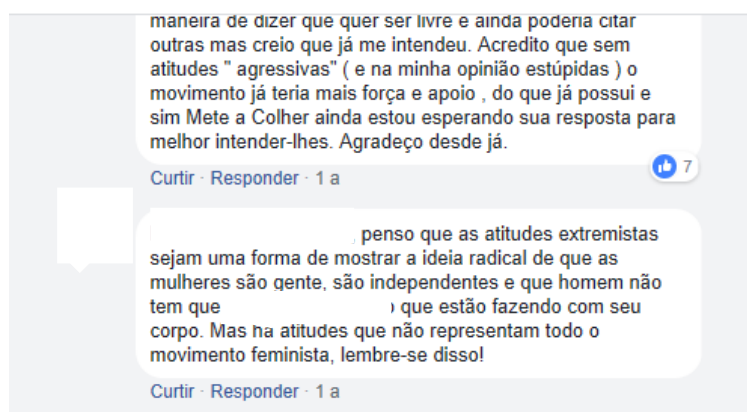 maneira de dizer que quer ser livre e ainda poderia citar
outras mas creio que já me intendeu. Acredito que sem
atitudes " agressivas" ( e na minha opinião estúpidas ) o
movimento já teria mais força e apoio , do que já possui e
sim Mete a Colher ainda estou esperando sua resposta para
melhor intender-lhes. Agradeço desde já.
7
Curtir · Responder · 1 a
penso que as atitudes extremistas
sejam uma forma de mostrar a ideia radical de que as
mulheres são gente, são independentes e que homem não
tem que que estão fazendo com seu
corpo. Mas há atitudes que não representam todo o
movimento feminista, lembre-se disso!
Curtir · Responder · 1 a